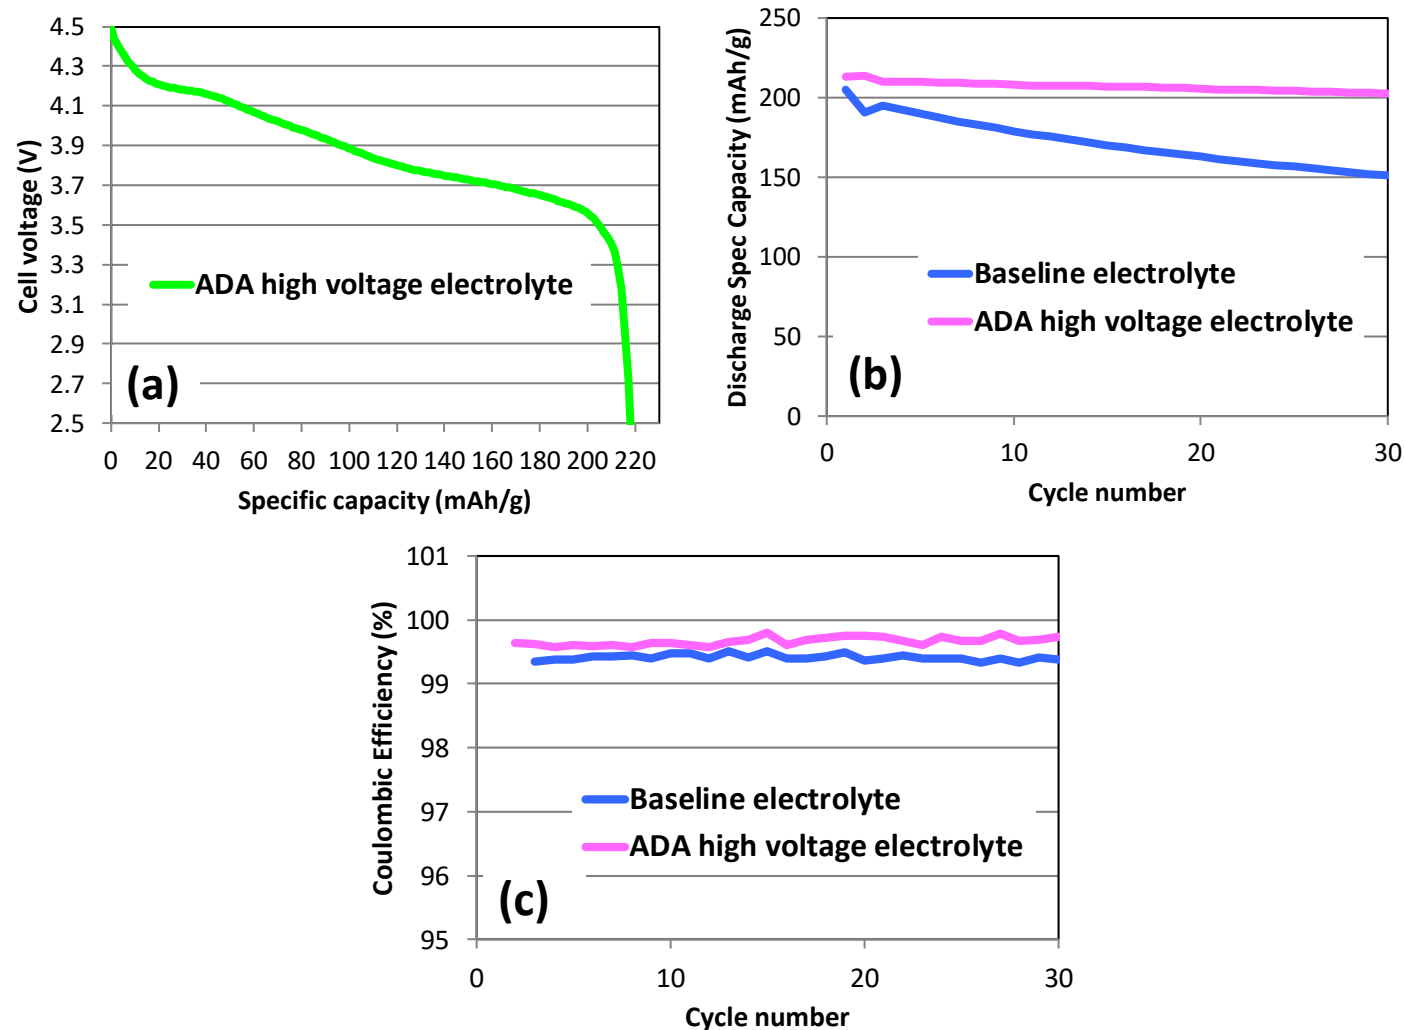 4.5
4.3
4.1
3.9
3.7
3.5
3.3
3.1
2.9
2.7
2.5
Cell voltage (V)
ADA high voltage electrolyte
(a)
0 20 40 60 80 100 120 140 160 180 200 220
Specific capacity (mAh/g)
250
200
150
100
50
0
Discharge Spec Capacity (mAh/g)
Baseline electrolyte
ADA high voltage electrolyte
(b)
0 10 20 30
Cycle number
101
100
99
98
97
96
95
Coulombic Efficiency (%)
Baseline electrolyte
ADA high voltage electrolyte
(c)
0 10 20 30
Cycle number